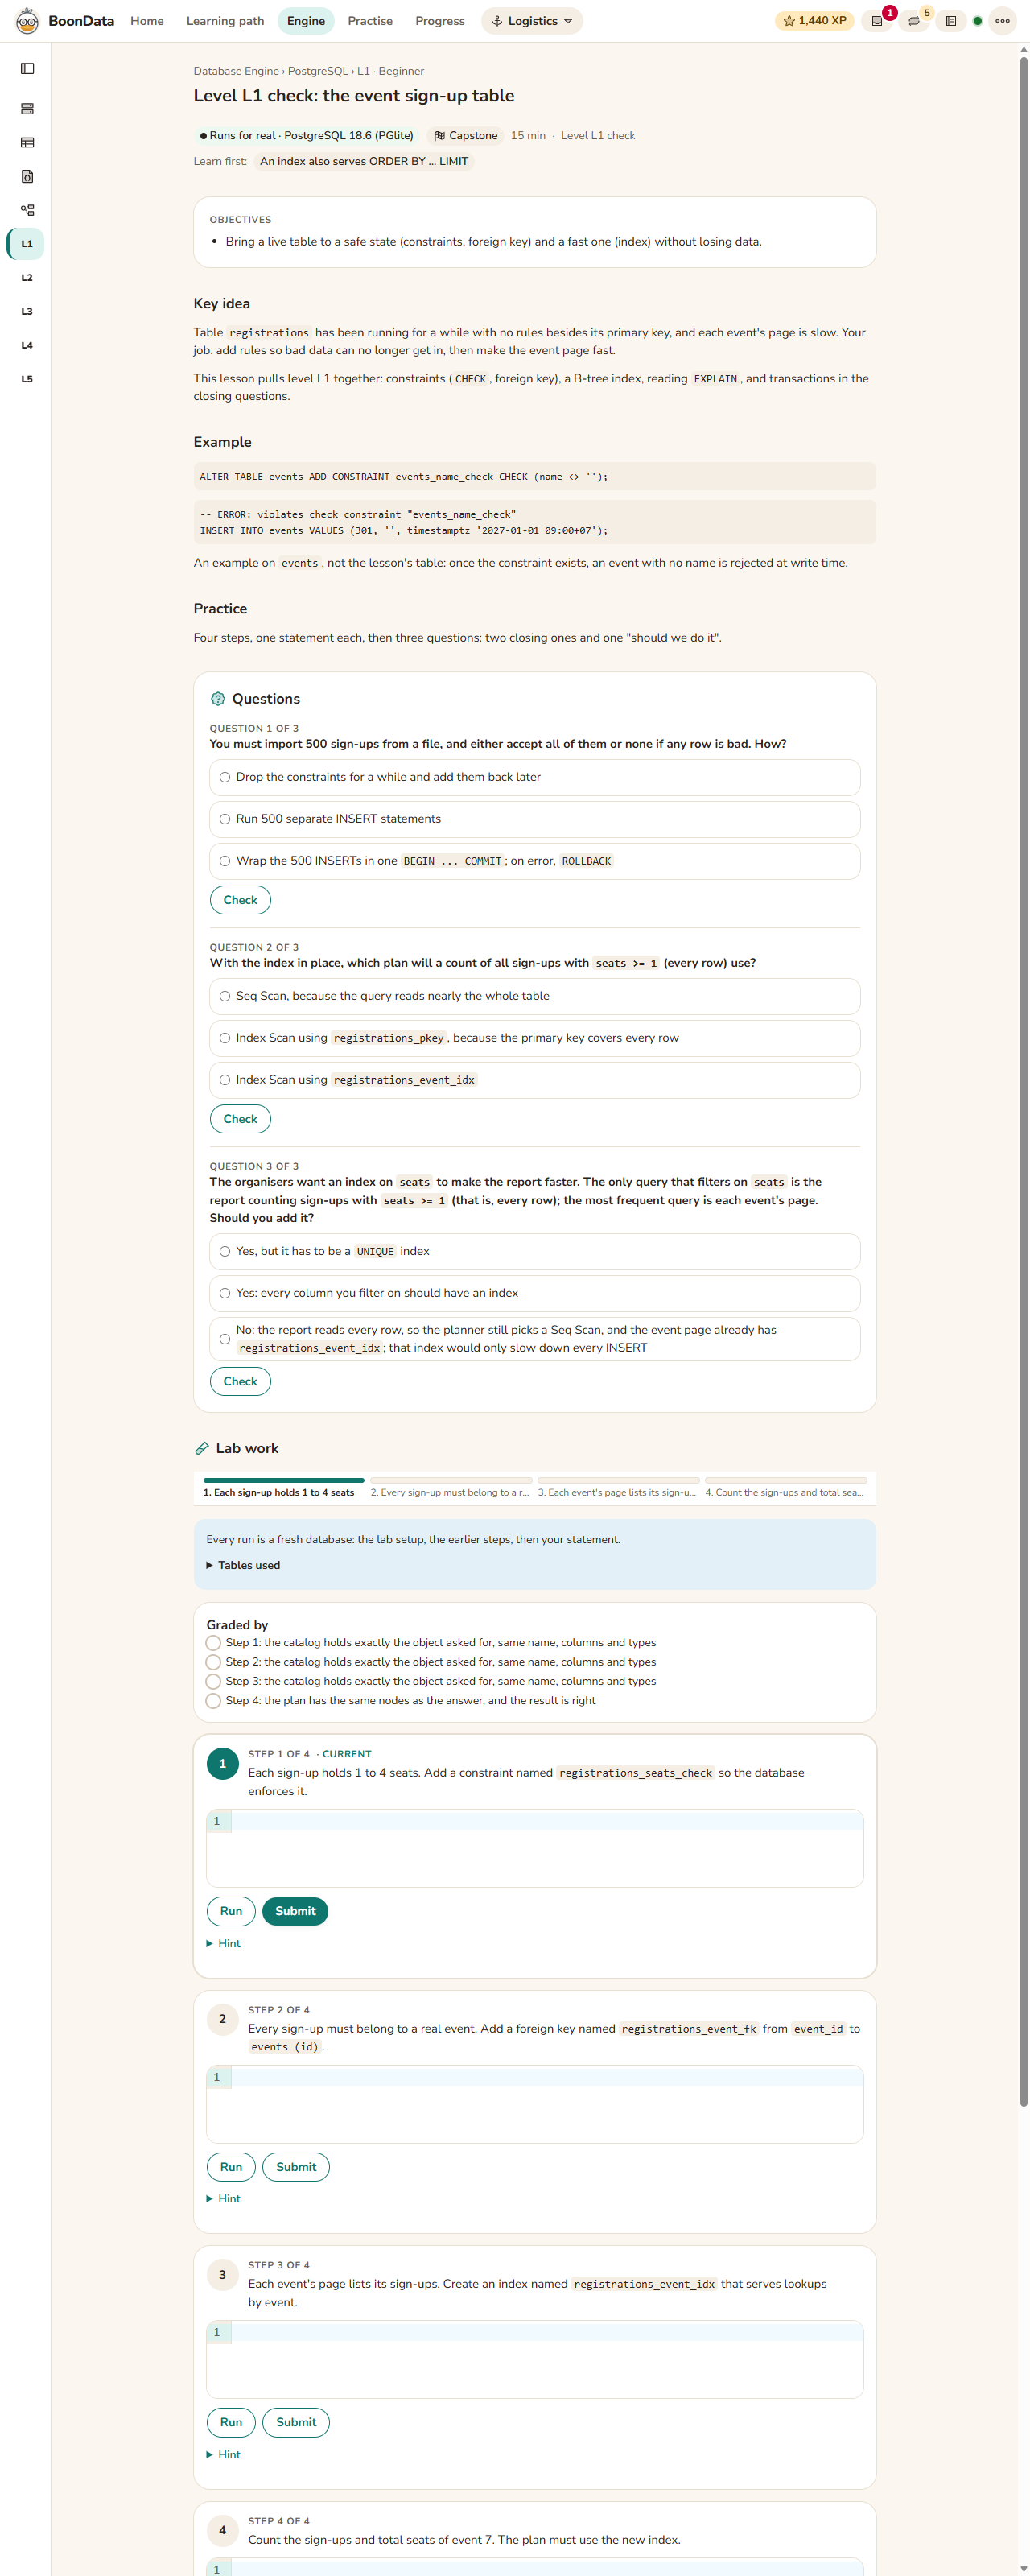 BoonData Home Learning path Engine Practise Progress Logistics 1,440 XP 1 5
L1
L2
L3
L4
L5
Database Engine › PostgreSQL › L1 · Beginner
Level L1 check: the event sign-up table
Runs for real · PostgreSQL 18.6 (PGlite) Capstone 15 min · Level L1 check
Learn first: An index also serves ORDER BY ... LIMIT
OBJECTIVES
• Bring a live table to a safe state (constraints, foreign key) and a fast one (index) without losing data.
Key idea
Table registrations has been running for a while with no rules besides its primary key, and each event's page is slow. Your
job: add rules so bad data can no longer get in, then make the event page fast.
This lesson pulls level L1 together: constraints (CHECK, foreign key), a B-tree index, reading EXPLAIN, and transactions in the
closing questions.
Example
ALTER TABLE events ADD CONSTRAINT events_name_check CHECK (name <> '');
-- ERROR: violates check constraint "events_name_check"
INSERT INTO events VALUES (301, '', timestamptz '2027-01-01 09:00+07');
An example on events, not the lesson's table: once the constraint exists, an event with no name is rejected at write time.
Practice
Four steps, one statement each, then three questions: two closing ones and one "should we do it".
Questions
QUESTION 1 OF 3
You must import 500 sign-ups from a file, and either accept all of them or none if any row is bad. How?
Drop the constraints for a while and add them back later
Run 500 separate INSERT statements
Wrap the 500 INSERTs in one BEGIN ... COMMIT; on error, ROLLBACK
Check
QUESTION 2 OF 3
With the index in place, which plan will a count of all sign-ups with seats >= 1 (every row) use?
Seq Scan, because the query reads nearly the whole table
Index Scan using registrations_pkey, because the primary key covers every row
Index Scan using registrations_event_idx
Check
QUESTION 3 OF 3
The organisers want an index on seats to make the report faster. The only query that filters on seats is the
report counting sign-ups with seats >= 1 (that is, every row); the most frequent query is each event's page.
Should you add it?
Yes, but it has to be a UNIQUE index
Yes: every column you filter on should have an index
No: the report reads every row, so the planner still picks a Seq Scan, and the event page already has
registrations_event_idx; that index would only slow down every INSERT
Check
Lab work
1. Each sign-up holds 1 to 4 seats 2. Every sign-up must belong to a r... 3. Each event's page lists its sign-u... 4. Count the sign-ups and total sea...
Every run is a fresh database: the lab setup, the earlier steps, then your statement.
Tables used
Graded by
Step 1: the catalog holds exactly the object asked for, same name, columns and types
Step 2: the catalog holds exactly the object asked for, same name, columns and types
Step 3: the catalog holds exactly the object asked for, same name, columns and types
Step 4: the plan has the same nodes as the answer, and the result is right
1 STEP 1 OF 4 · CURRENT
Each sign-up holds 1 to 4 seats. Add a constraint named registrations_seats_check so the database
enforces it.
1
Run Submit
Hint
2 STEP 2 OF 4
Every sign-up must belong to a real event. Add a foreign key named registrations_event_fk from event_id to
events (id).
1
Run Submit
Hint
3 STEP 3 OF 4
Each event's page lists its sign-ups. Create an index named registrations_event_idx that serves lookups
by event.
1
Run Submit
Hint
4 STEP 4 OF 4
Count the sign-ups and total seats of event 7. The plan must use the new index.
1